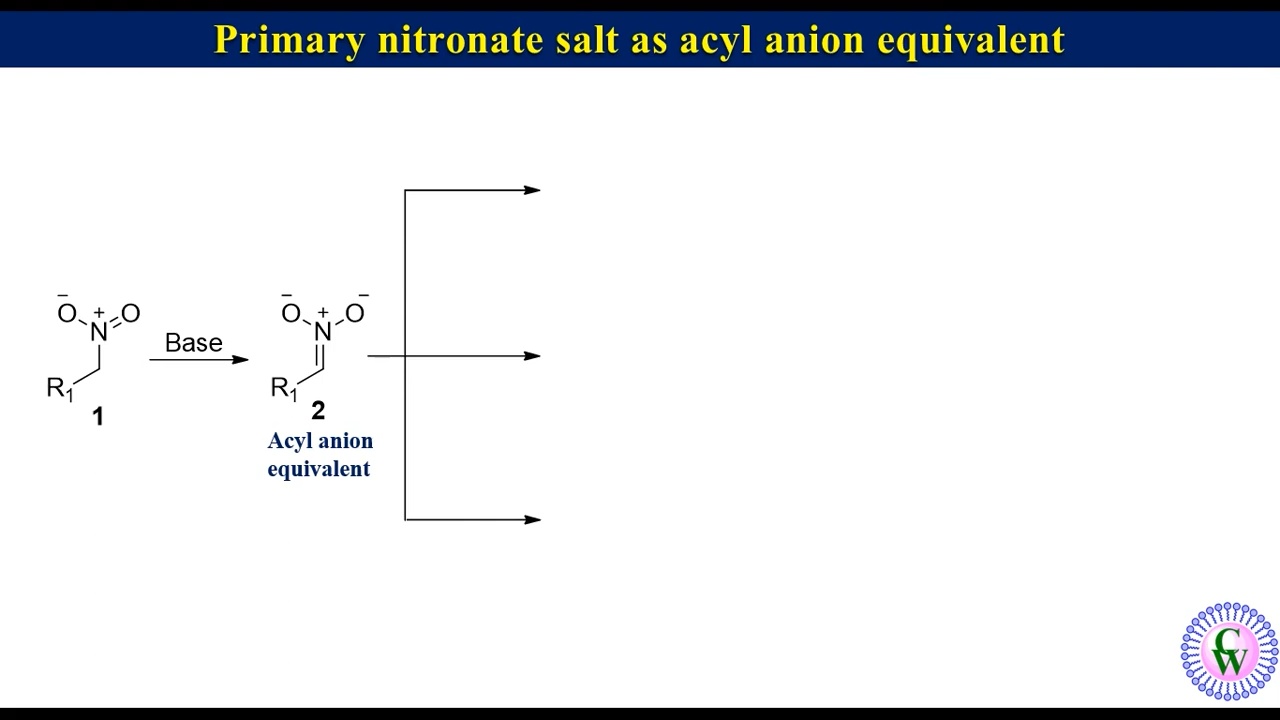 Primary nitronate salt as acyl anion equivalent
− − −
O + O O + O
N Base N
R1 R1
1 2
Acyl anion
equivalent
C
W